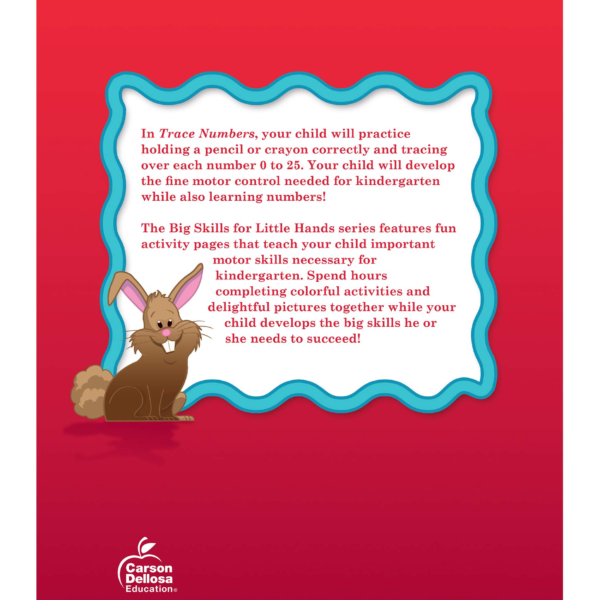 In Trace Numbers, your child will practice
holding a pencil or crayon correctly and tracing
over each number 0 to 25. Your child will develop
the fine motor control needed for kindergarten
while also learning numbers!
The Big Skills for Little Hands series features fun
activity pages that teach your child important
motor skills necessary for
kindergarten. Spend hours
completing colorful activities and
delightful pictures together while your
child develops the big skills he or
she needs to succeed!
Carson
Dellosa
Education®